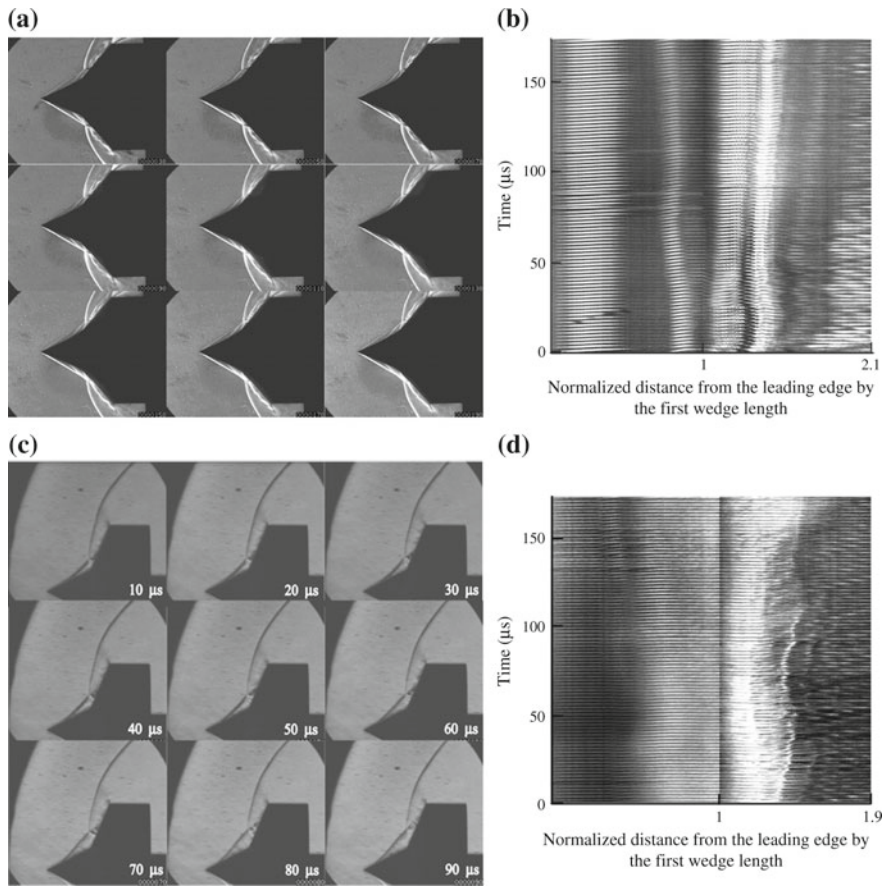 (a)
(b)
150
100
50
0
Time (μs)
1
2.1
Normalized distance from the leading edge by
the first wedge length
(c)
10 μs
20 μs
30 μs
40 μs
50 μs
60 μs
70 μs
80 μs
90 μs
(d)
150
100
50
0
Time (μs)
1
1.9
Normalized distance from the leading edge by
the first wedge length